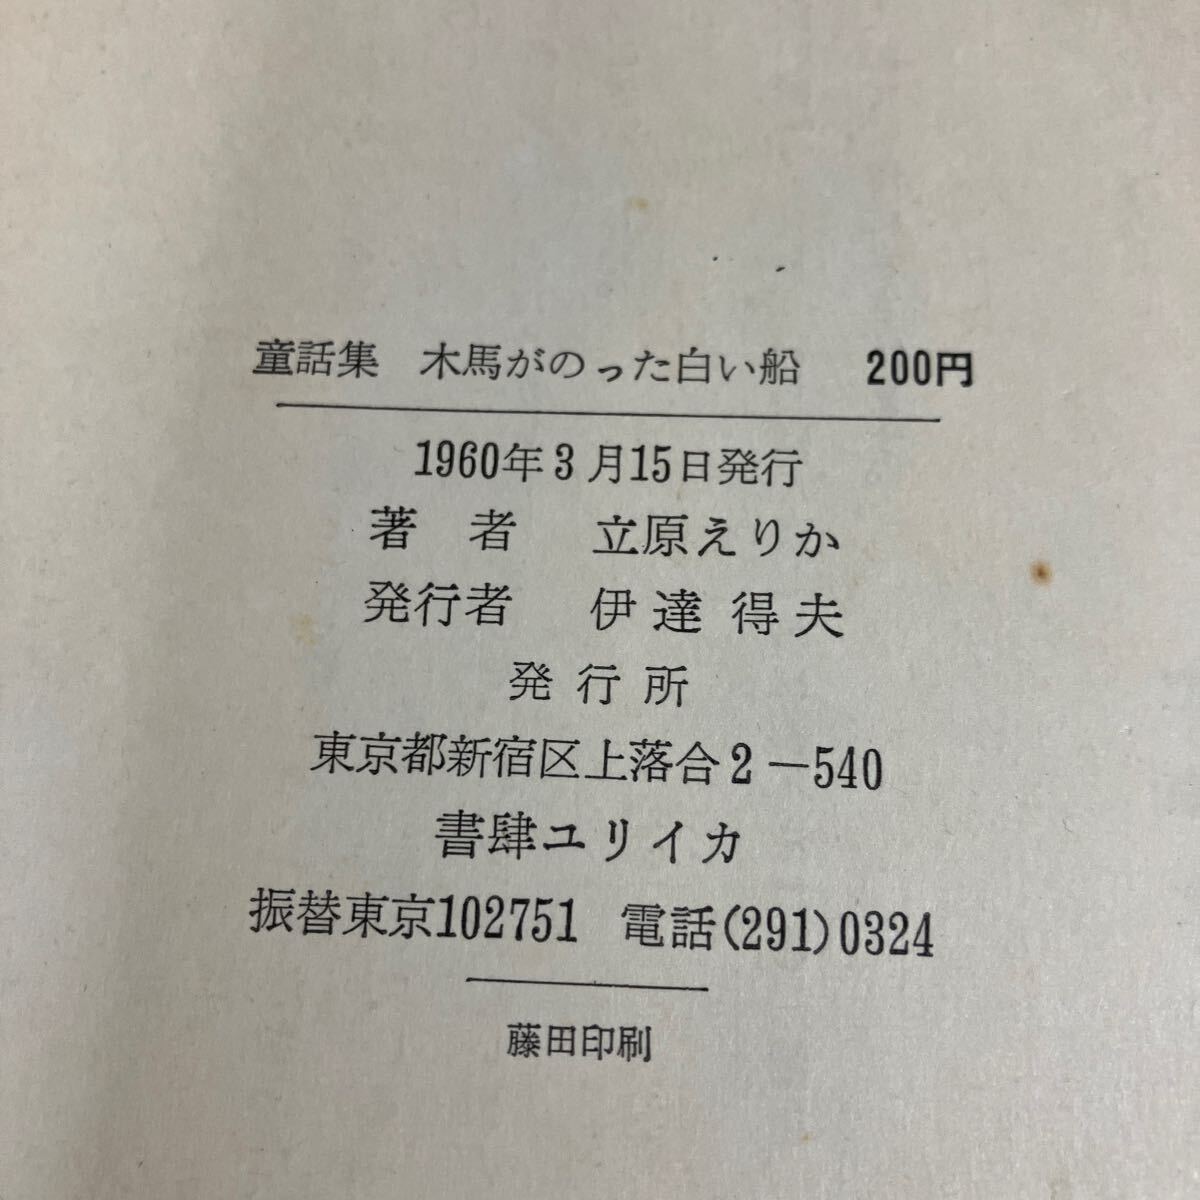 童話集　木馬がのった白い船　200円
1960年3月15日発行
著　者　立原えりか
発行者　伊達得夫
発行所
東京都新宿区上落合2－540
書肆ユリイカ
振替東京102751　電話(291)0324
藤田印刷